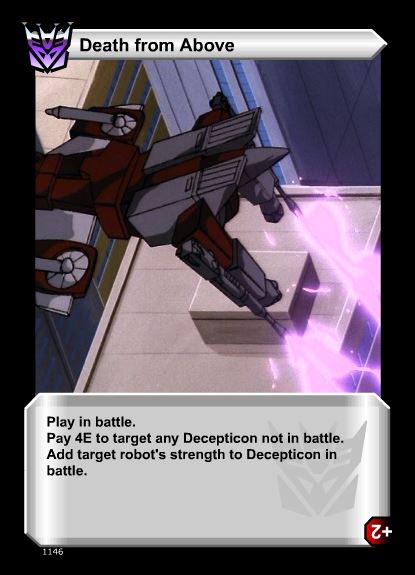 Death from Above
Play in battle.
Pay 4E to target any Decepticon not in battle.
Add target robot's strength to Decepticon in
battle.
2+
1146